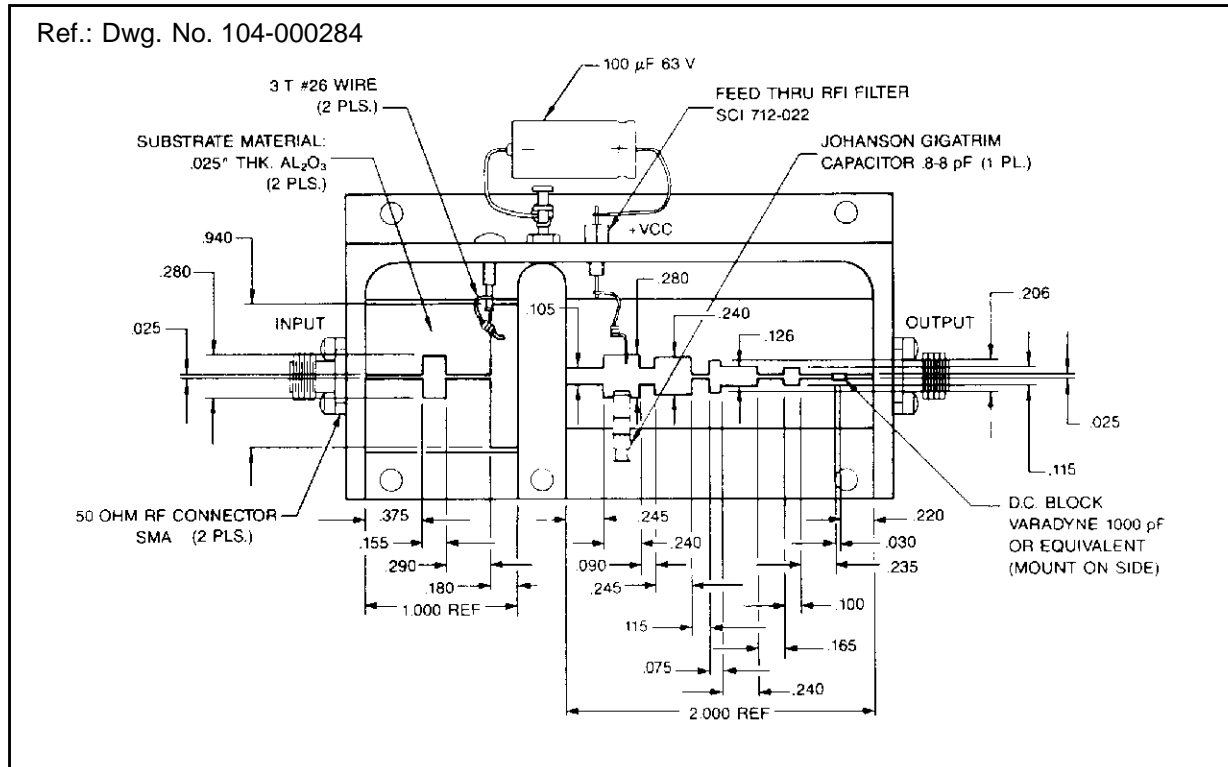 Ref.: Dwg. No. 104-000284
100 µF 63 V
3 T #26 WIRE
(2 PLS.)
FEED THRU RFI FILTER
SCI 712-022
SUBSTRATE MATERIAL:
.025" THK. AL₂O₃
(2 PLS.)
JOHANSON GIGATRIM
CAPACITOR .8-8 pF (1 PL.)
−
+
+VCC
.940
.280
.280
.206
.105
.240
.025
INPUT
.126
OUTPUT
.025
.115
50 OHM RF CONNECTOR
SMA (2 PLS.)
D.C. BLOCK
VARADYNE 1000 pF
OR EQUIVALENT
(MOUNT ON SIDE)
.375
.245
.220
.155
.240
.030
.290
.090
.235
.180
.245
.100
1.000 REF
115
.165
.075
.240
2.000 REF